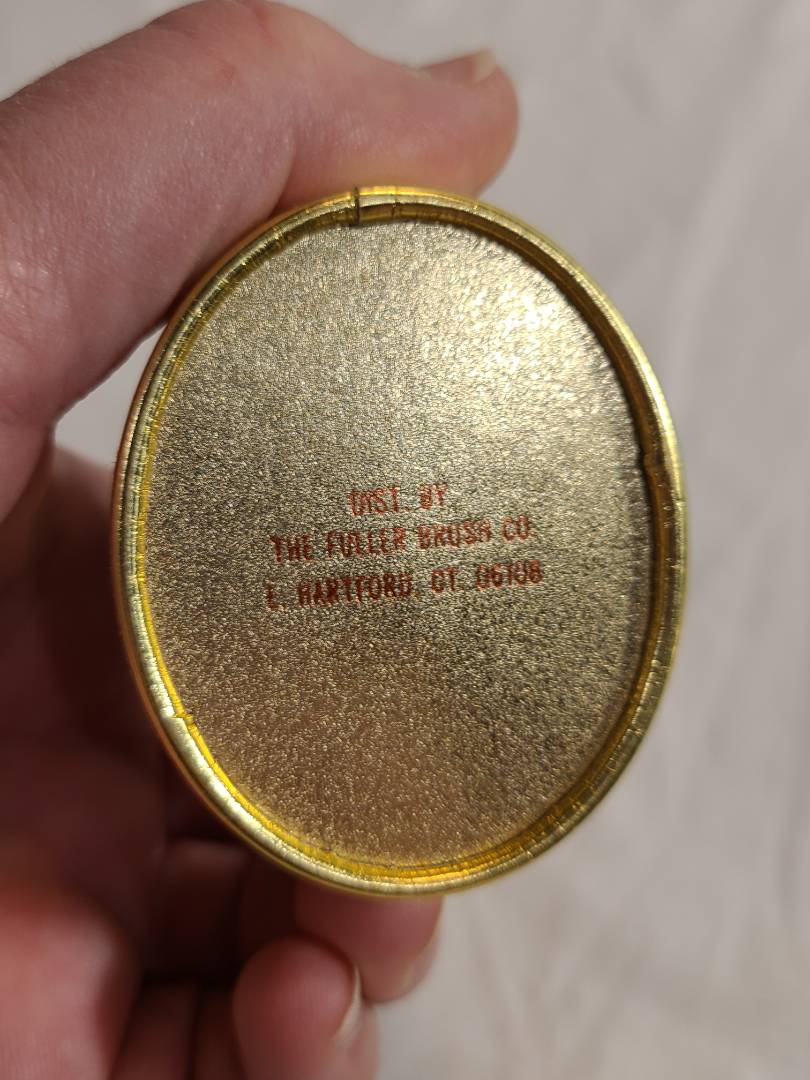 DIST. BY
THE FULLER BRUSH CO.
E. HARTFORD, CT. 06108